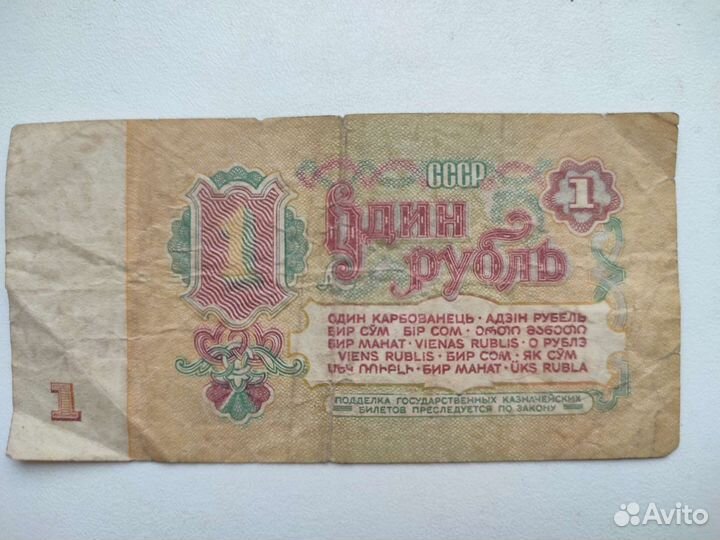 СССР
1
1
Один
рубль
ОДИН КАРБОВАНЕЦЬ · АДЗІН РУБЕЛЬ
БИР СЎМ · БІР СОМ · ᲔᲠᲗᲘ ᲛᲐᲜᲔᲗᲘ
БИР МАНАТ · VIENAS RUBLIS · О РУБЛЭ
VIENS RUBLIS · БИР СОМ · ЯК СЎМ
ՄԵԿ ՌՈՒԲԼԻ · БИР МАНАТ · ÜKS RUBLA
ПОДДЕЛКА ГОСУДАРСТВЕННЫХ КАЗНАЧЕЙСКИХ
БИЛЕТОВ ПРЕСЛЕДУЕТСЯ ПО ЗАКОНУ
1
Avito